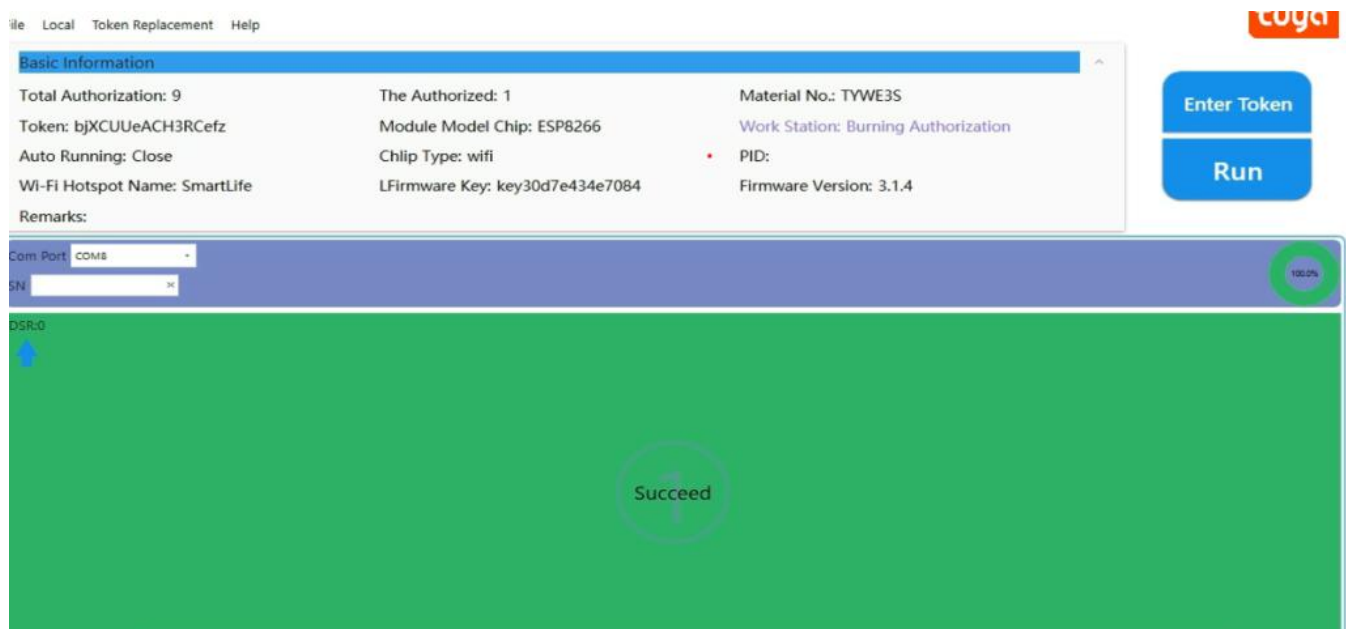 ile Local Token Replacement Help
tuya
Basic Information
Total Authorization: 9 The Authorized: 1 Material No.: TYWE3S
Enter Token
Token: bjXCUUeACH3RCefz Module Model Chip: ESP8266 Work Station: Burning Authorization
Auto Running: Close Chlip Type: wifi PID:
Run
Wi-Fi Hotspot Name: SmartLife LFirmware Key: key30d7e434e7084 Firmware Version: 3.1.4
Remarks:
Com Port COM8
100.0%
SN
DSR:0
1
Succeed